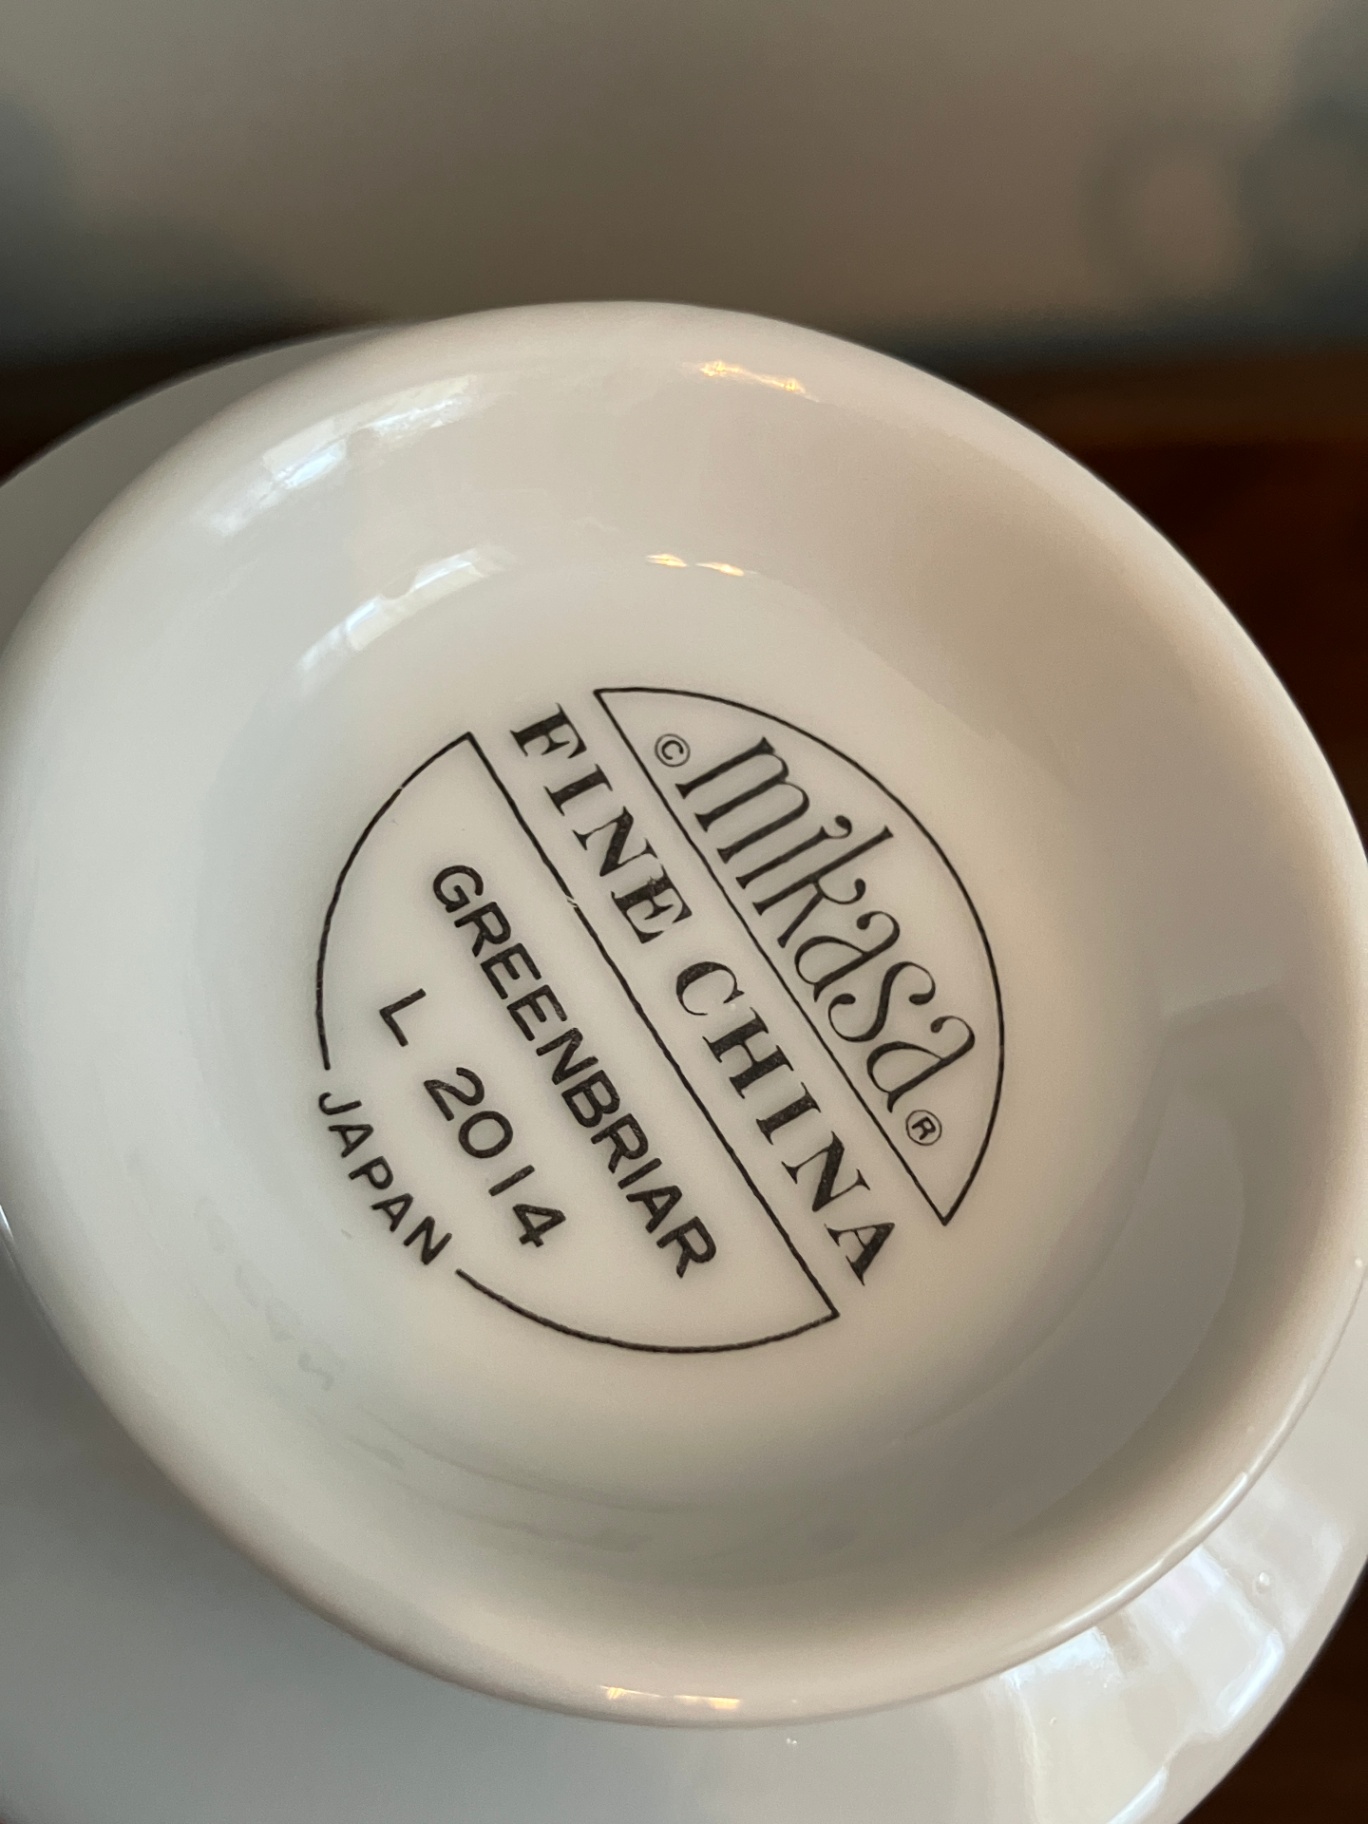 © mikasa ®
FINE CHINA
GREENBRIAR
L 2014
JAPAN